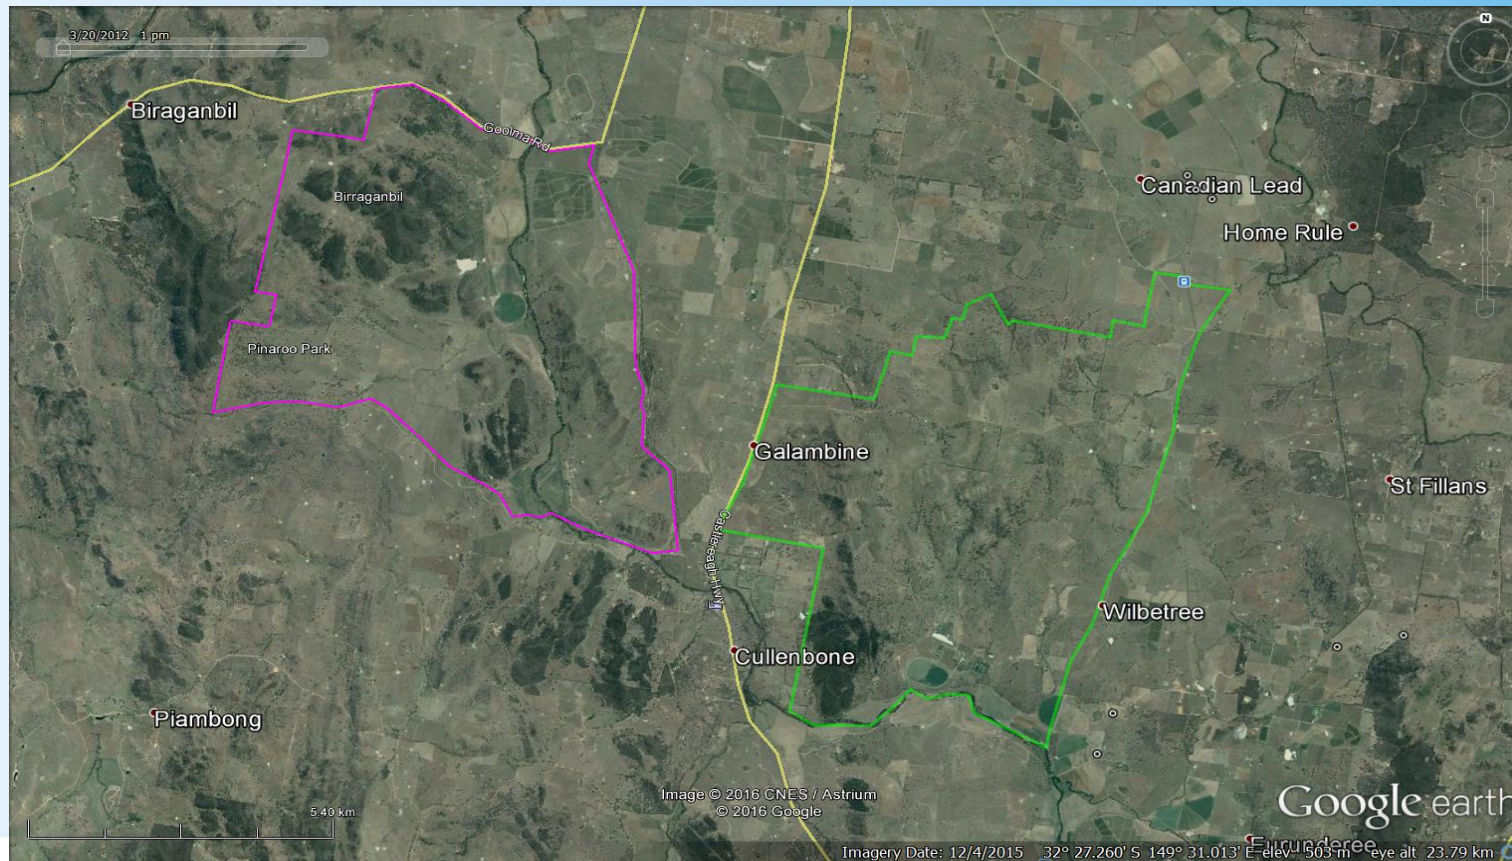 3/20/2012 1 pm
N
Biraganbil
Goolma Rd
Birraganbil
Canadian Lead
Home Rule
Pinaroo Park
Galambine
St Fillans
Castlereagh Hwy
Wilbetree
Cullenbone
Piambong
Image © 2016 CNES / Astrium
© 2016 Google
5.40 km
Google earth
Eurunderee
Imagery Date: 12/4/2015 32° 27.260' S 149° 31.013' E elev 503 m eye alt 23.79 km